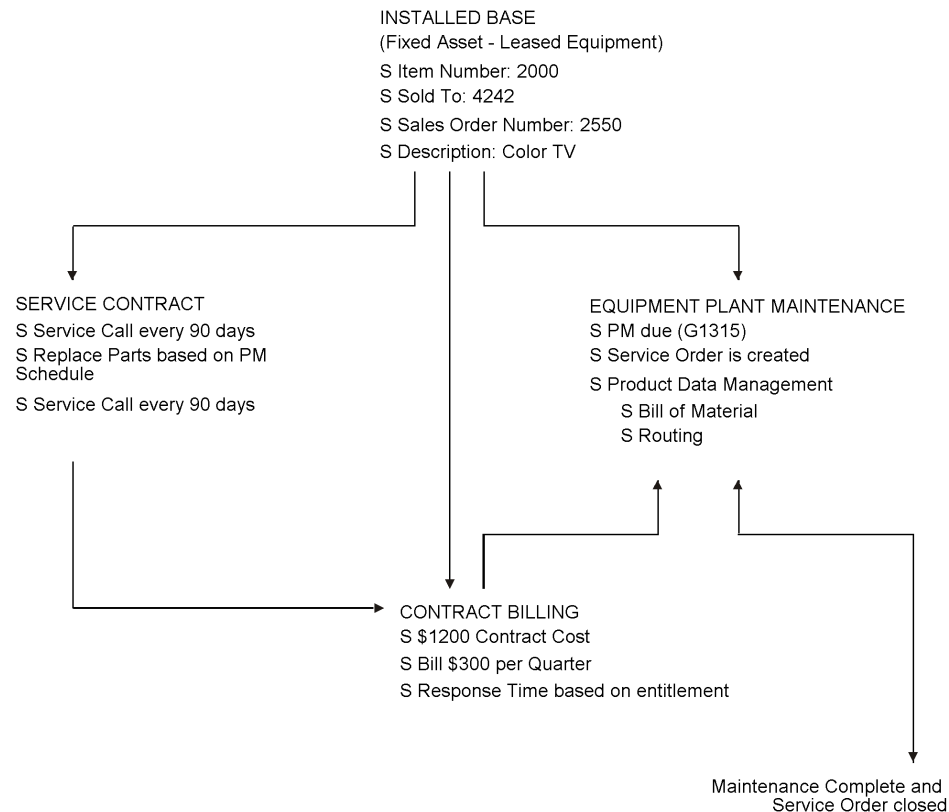 INSTALLED BASE
(Fixed Asset - Leased Equipment)
S Item Number: 2000
S Sold To: 4242
S Sales Order Number: 2550
S Description: Color TV
SERVICE CONTRACT
S Service Call every 90 days
S Replace Parts based on PM
Schedule
S Service Call every 90 days
EQUIPMENT PLANT MAINTENANCE
S PM due (G1315)
S Service Order is created
S Product Data Management
S Bill of Material
S Routing
CONTRACT BILLING
S $1200 Contract Cost
S Bill $300 per Quarter
S Response Time based on entitlement
Maintenance Complete and
Service Order closed